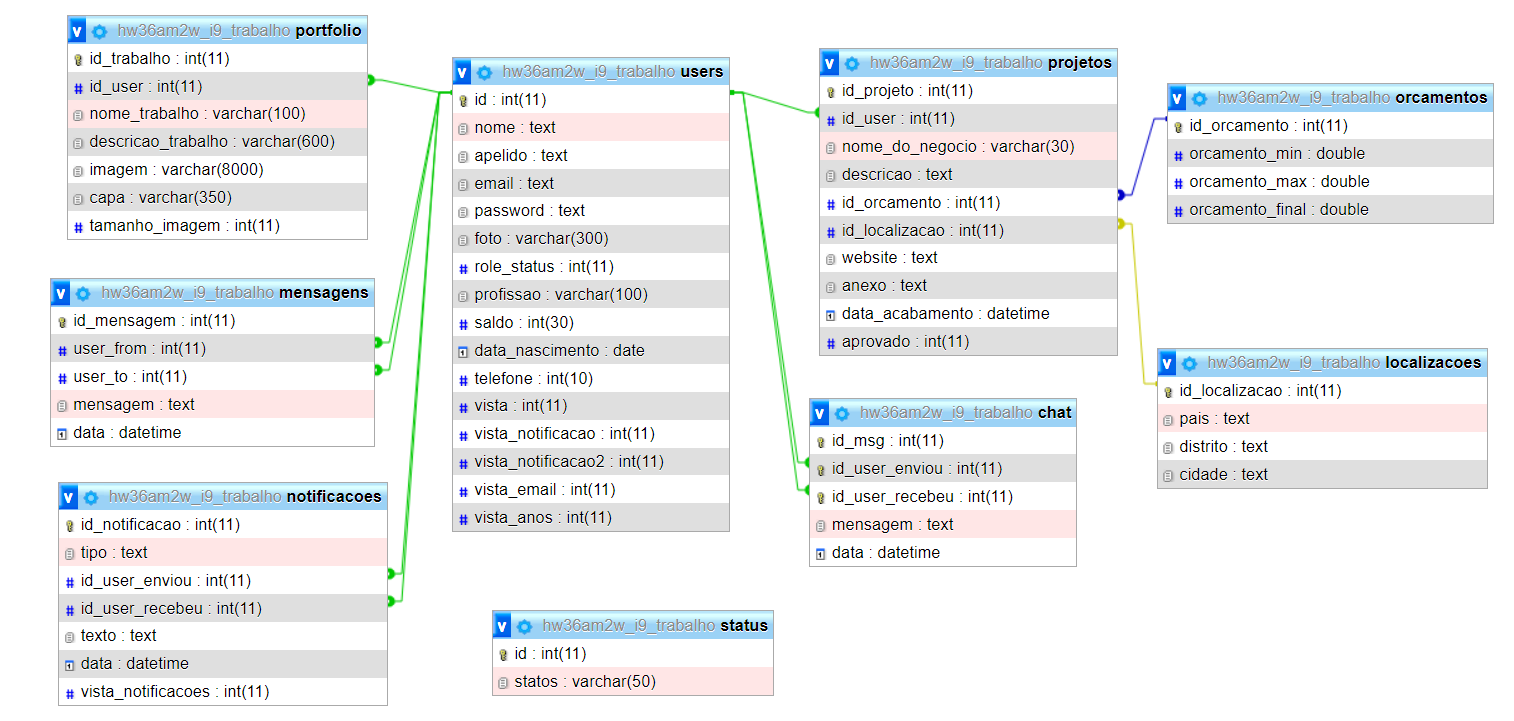 hw36am2w_i9_trabalho portfolio
id_trabalho : int(11)
id_user : int(11)
nome_trabalho : varchar(100)
descricao_trabalho : varchar(600)
imagem : varchar(8000)
capa : varchar(350)
tamanho_imagem : int(11)
hw36am2w_i9_trabalho mensagens
id_mensagem : int(11)
user_from : int(11)
user_to : int(11)
mensagem : text
data : datetime
hw36am2w_i9_trabalho notificacoes
id_notificacao : int(11)
tipo : text
id_user_enviou : int(11)
id_user_recebeu : int(11)
texto : text
data : datetime
vista_notificacoes : int(11)
hw36am2w_i9_trabalho users
id : int(11)
nome : text
apelido : text
email : text
password : text
foto : varchar(300)
role_status : int(11)
profissao : varchar(100)
saldo : int(30)
data_nascimento : date
telefone : int(10)
vista : int(11)
vista_notificacao : int(11)
vista_notificacao2 : int(11)
vista_email : int(11)
vista_anos : int(11)
hw36am2w_i9_trabalho status
id : int(11)
statos : varchar(50)
hw36am2w_i9_trabalho projetos
id_projeto : int(11)
id_user : int(11)
nome_do_negocio : varchar(30)
descricao : text
id_orcamento : int(11)
id_localizacao : int(11)
website : text
anexo : text
data_acabamento : datetime
aprovado : int(11)
hw36am2w_i9_trabalho chat
id_msg : int(11)
id_user_enviou : int(11)
id_user_recebeu : int(11)
mensagem : text
data : datetime
hw36am2w_i9_trabalho orcamentos
id_orcamento : int(11)
orcamento_min : double
orcamento_max : double
orcamento_final : double
hw36am2w_i9_trabalho localizacoes
id_localizacao : int(11)
pais : text
distrito : text
cidade : text